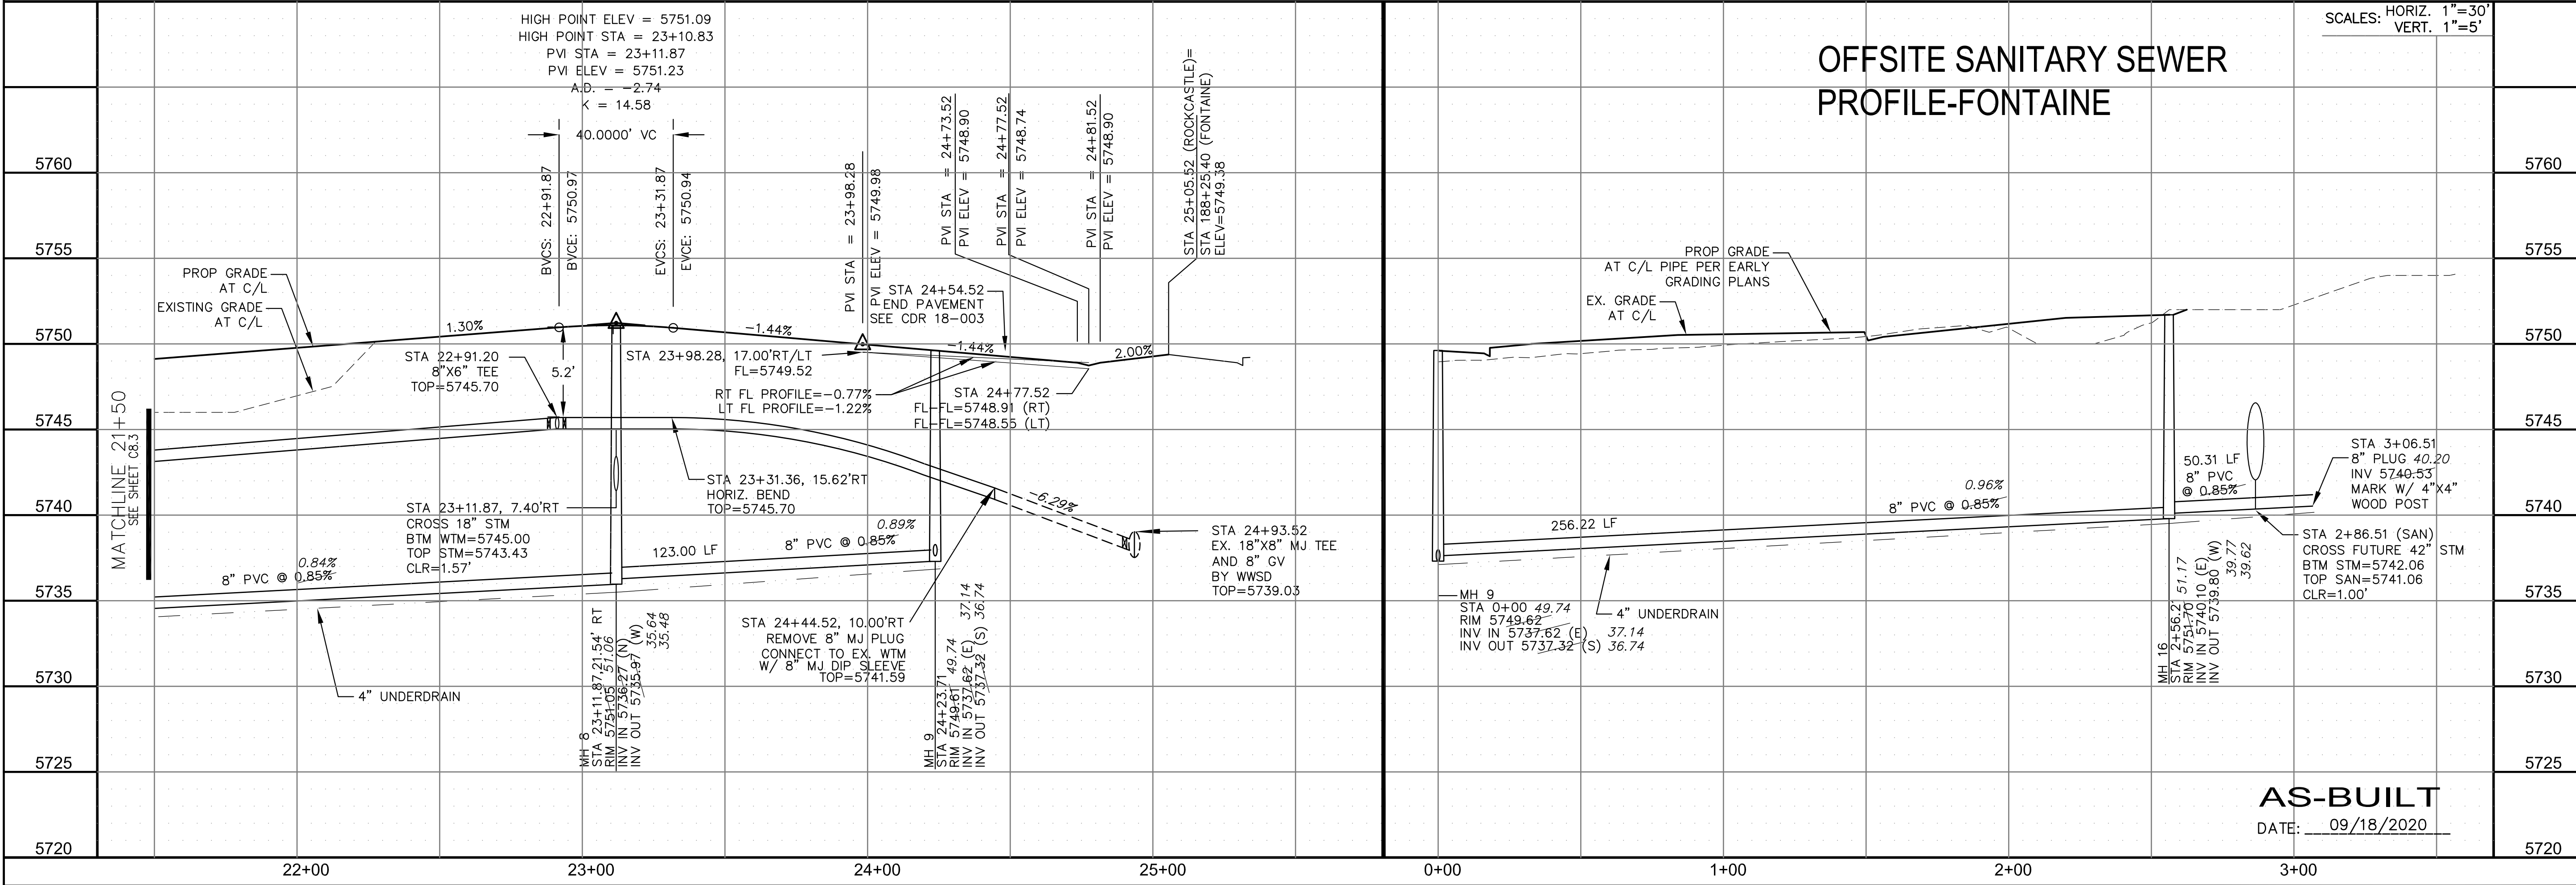 SCALES: HORIZ. 1"=30'
VERT. 1"=5'
OFFSITE SANITARY SEWER
PROFILE-FONTAINE
HIGH POINT ELEV = 5751.09
HIGH POINT STA = 23+10.83
PVI STA = 23+11.87
PVI ELEV = 5751.23
A.D. = -2.74
K = 14.58
40.0000' VC
BVCS: 22+91.87
BVCE: 5750.97
EVCS: 23+31.87
EVCE: 5750.94
PVI STA = 23+98.28
PVI ELEV = 5749.98
PVI STA = 24+73.52
PVI ELEV = 5748.90
PVI STA = 24+77.52
PVI ELEV = 5748.74
PVI STA = 24+81.52
PVI ELEV = 5748.90
STA 25+05.52 (ROCKCASTLE)=
STA 188+25.40 (FONTAINE)
ELEV=5749.38
5760
5755
5750
5745
5740
5735
5730
5725
5720
PROP GRADE
AT C/L
EXISTING GRADE
AT C/L
1.30%
-1.44%
-1.44%
2.00%
STA 24+54.52
END PAVEMENT
SEE CDR 18-003
STA 22+91.20
8"X6" TEE
TOP=5745.70
5.2'
STA 23+98.28, 17.00'RT/LT
FL=5749.52
RT FL PROFILE=-0.77%
LT FL PROFILE=-1.22%
STA 24+77.52
FL-FL=5748.91 (RT)
FL-FL=5748.55 (LT)
MATCHLINE 21+50
SEE SHEET C8.3
STA 23+31.36, 15.62'RT
HORIZ. BEND
TOP=5745.70
STA 23+11.87, 7.40'RT
CROSS 18" STM
BTM WTM=5745.00
TOP STM=5743.43
CLR=1.57'
-6.29%
STA 24+93.52
EX. 18"X8" MJ TEE
AND 8" GV
BY WWSD
TOP=5739.03
0.84%
8" PVC @ 0.85%
123.00 LF
0.89%
8" PVC @ 0.85%
4" UNDERDRAIN
MH 8
STA 23+11.87,21.54' RT
RIM 5751.05 51.06
INV IN 5736.27 (N) 35.64
INV OUT 5735.97 (W) 35.48
STA 24+44.52, 10.00'RT
REMOVE 8" MJ PLUG
CONNECT TO EX. WTM
W/ 8" MJ DIP SLEEVE
TOP=5741.59
MH 9
STA 24+23.71
RIM 5749.61 49.74
INV IN 5737.62 (E) 37.14
INV OUT 5737.32 (S) 36.74
22+00
23+00
24+00
25+00
PROP GRADE
AT C/L PIPE PER EARLY
GRADING PLANS
EX. GRADE
AT C/L
256.22 LF
0.96%
8" PVC @ 0.85%
50.31 LF
8" PVC
@ 0.85%
STA 3+06.51
8" PLUG 40.20
INV 5740.53
MARK W/ 4"X4"
WOOD POST
STA 2+86.51 (SAN)
CROSS FUTURE 42" STM
BTM STM=5742.06
TOP SAN=5741.06
CLR=1.00'
MH 9
STA 0+00 49.74
RIM 5749.62
INV IN 5737.62 (E) 37.14
INV OUT 5737.32 (S) 36.74
4" UNDERDRAIN
MH 16
STA 2+56.2
RIM 5751.70 51.17
INV IN 5740.10 (E) 39.77
INV OUT 5739.80 (W) 39.62
5760
5755
5750
5745
5740
5735
5730
5725
5720
0+00
1+00
2+00
3+00
AS-BUILT
DATE: 09/18/2020